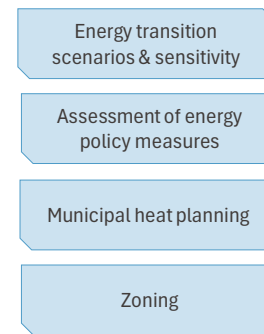 Energy transition
scenarios & sensitivity
Assessment of energy
policy measures
Municipal heat planning
Zoning